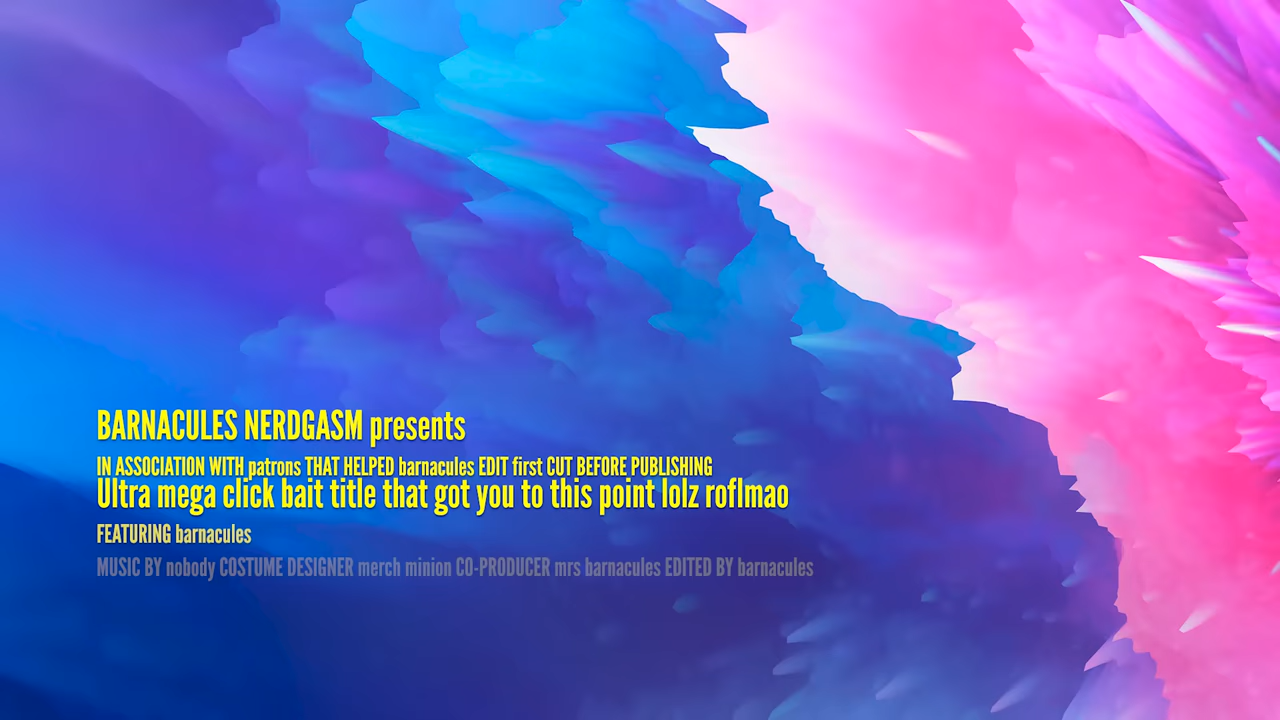 BARNACULES NERDGASM presents
IN ASSOCIATION WITH patrons THAT HELPED barnacules EDIT first CUT BEFORE PUBLISHING
Ultra mega click bait title that got you to this point lolz roflmao
FEATURING barnacules
MUSIC BY nobody COSTUME DESIGNER merch minion CO-PRODUCER mrs barnacules EDITED BY barnacules